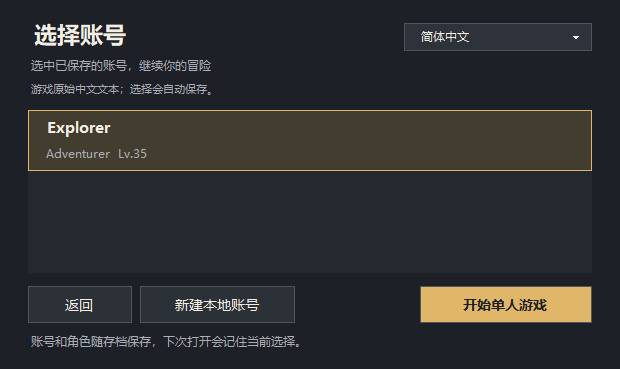 选择账号
简体中文
选中已保存的账号，继续你的冒险
游戏原始中文文本；选择会自动保存。
Explorer
Adventurer Lv.35
返回
新建本地账号
开始单人游戏
账号和角色随存档保存，下次打开会记住当前选择。